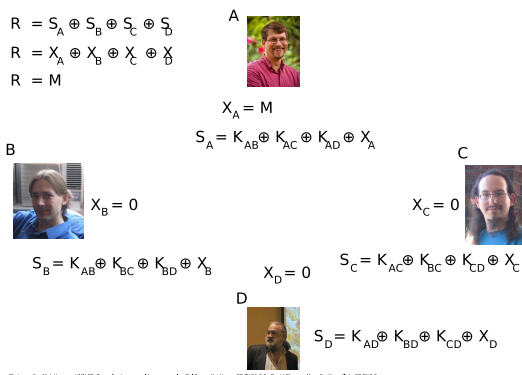 R = S_A ⊕ S_B ⊕ S_C ⊕ S_D
R = X_A ⊕ X_B ⊕ X_C ⊕ X_D
R = M
A
X_A = M
S_A = K_AB ⊕ K_AC ⊕ K_AD ⊕ X_A
B
X_B = 0
S_B = K_AB ⊕ K_BC ⊕ K_BD ⊕ X_B
C
X_C = 0
S_C = K_AC ⊕ K_BC ⊕ K_CD ⊕ X_C
X_D = 0
D
S_D = K_AD ⊕ K_BD ⊕ K_CD ⊕ X_D